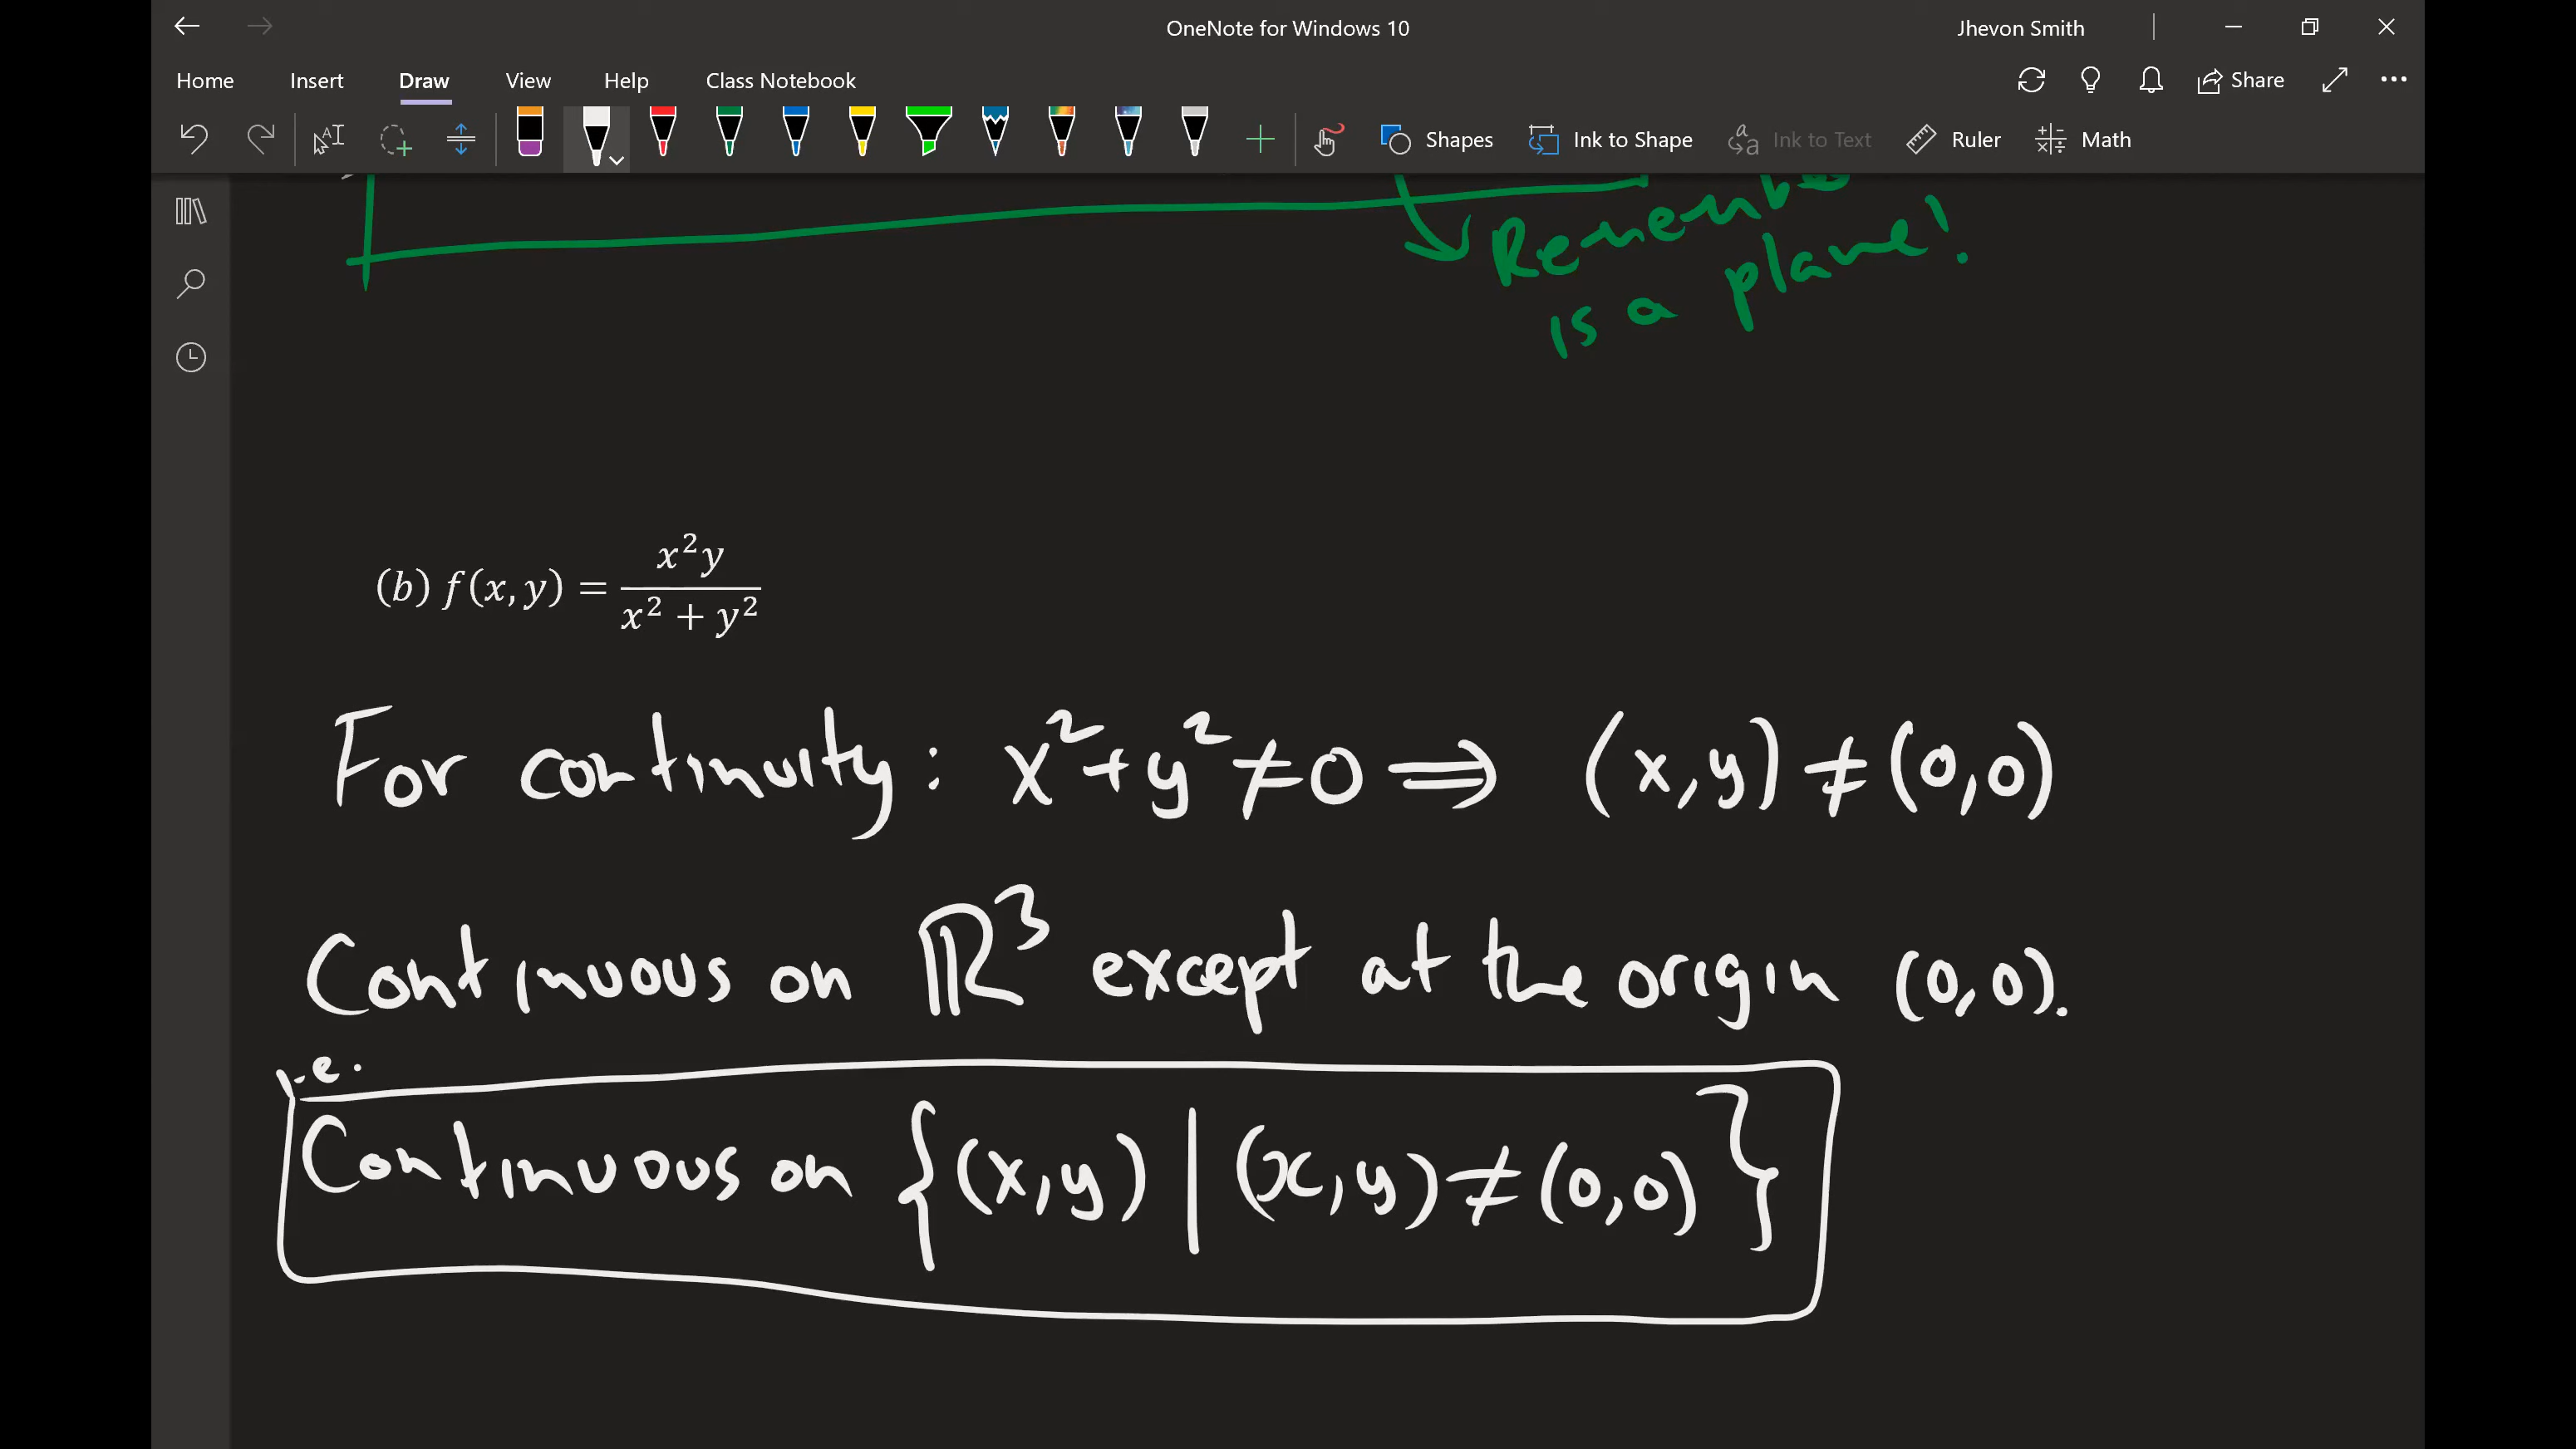 OneNote for Windows 10
Jhevon Smith
Home Insert Draw View Help Class Notebook
Share
Shapes Ink to Shape Ink to Text Ruler Math
is a plane!
(b) f(x, y) = x²y / x² + y²
For continuity: x²+y²≠0 ⟹ (x,y)≠(0,0)
Continuous on ℝ³ except at the origin (0,0).
i.e.
Continuous on {(x,y) | (x,y)≠(0,0)}